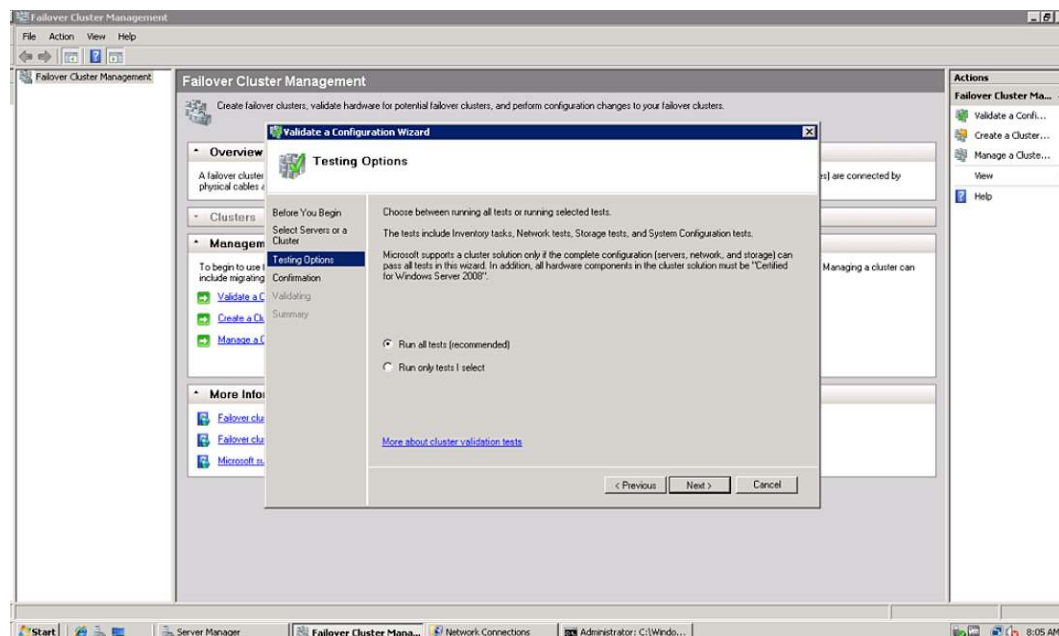 Failover Cluster Management
File Action View Help
Failover Cluster Management
Failover Cluster Management
Create failover clusters, validate hardware for potential failover clusters, and perform configuration changes to your failover clusters.
Overview
A failover cluster
physical cables
es) are connected by
Clusters
Managem
To begin to use
include migrating
Managing a cluster can
Validate a C
Create a Clu
Manage a C
More Info
Failover clu
Failover clu
Microsoft su
Validate a Configuration Wizard
Testing Options
Before You Begin
Select Servers or a
Cluster
Testing Options
Confirmation
Validating
Summary
Choose between running all tests or running selected tests.
The tests include Inventory tasks, Network tests, Storage tests, and System Configuration tests.
Microsoft supports a cluster solution only if the complete configuration (servers, network, and storage) can
pass all tests in this wizard. In addition, all hardware components in the cluster solution must be "Certified
for Windows Server 2008".
Run all tests (recommended)
Run only tests I select
More about cluster validation tests
< Previous
Next >
Cancel
Actions
Failover Cluster Ma...
Validate a Confi...
Create a Cluster...
Manage a Cluste...
View
Help
Start
Server Manager
Failover Cluster Mana...
Network Connections
Administrator: C:\Windo...
8:05 AM